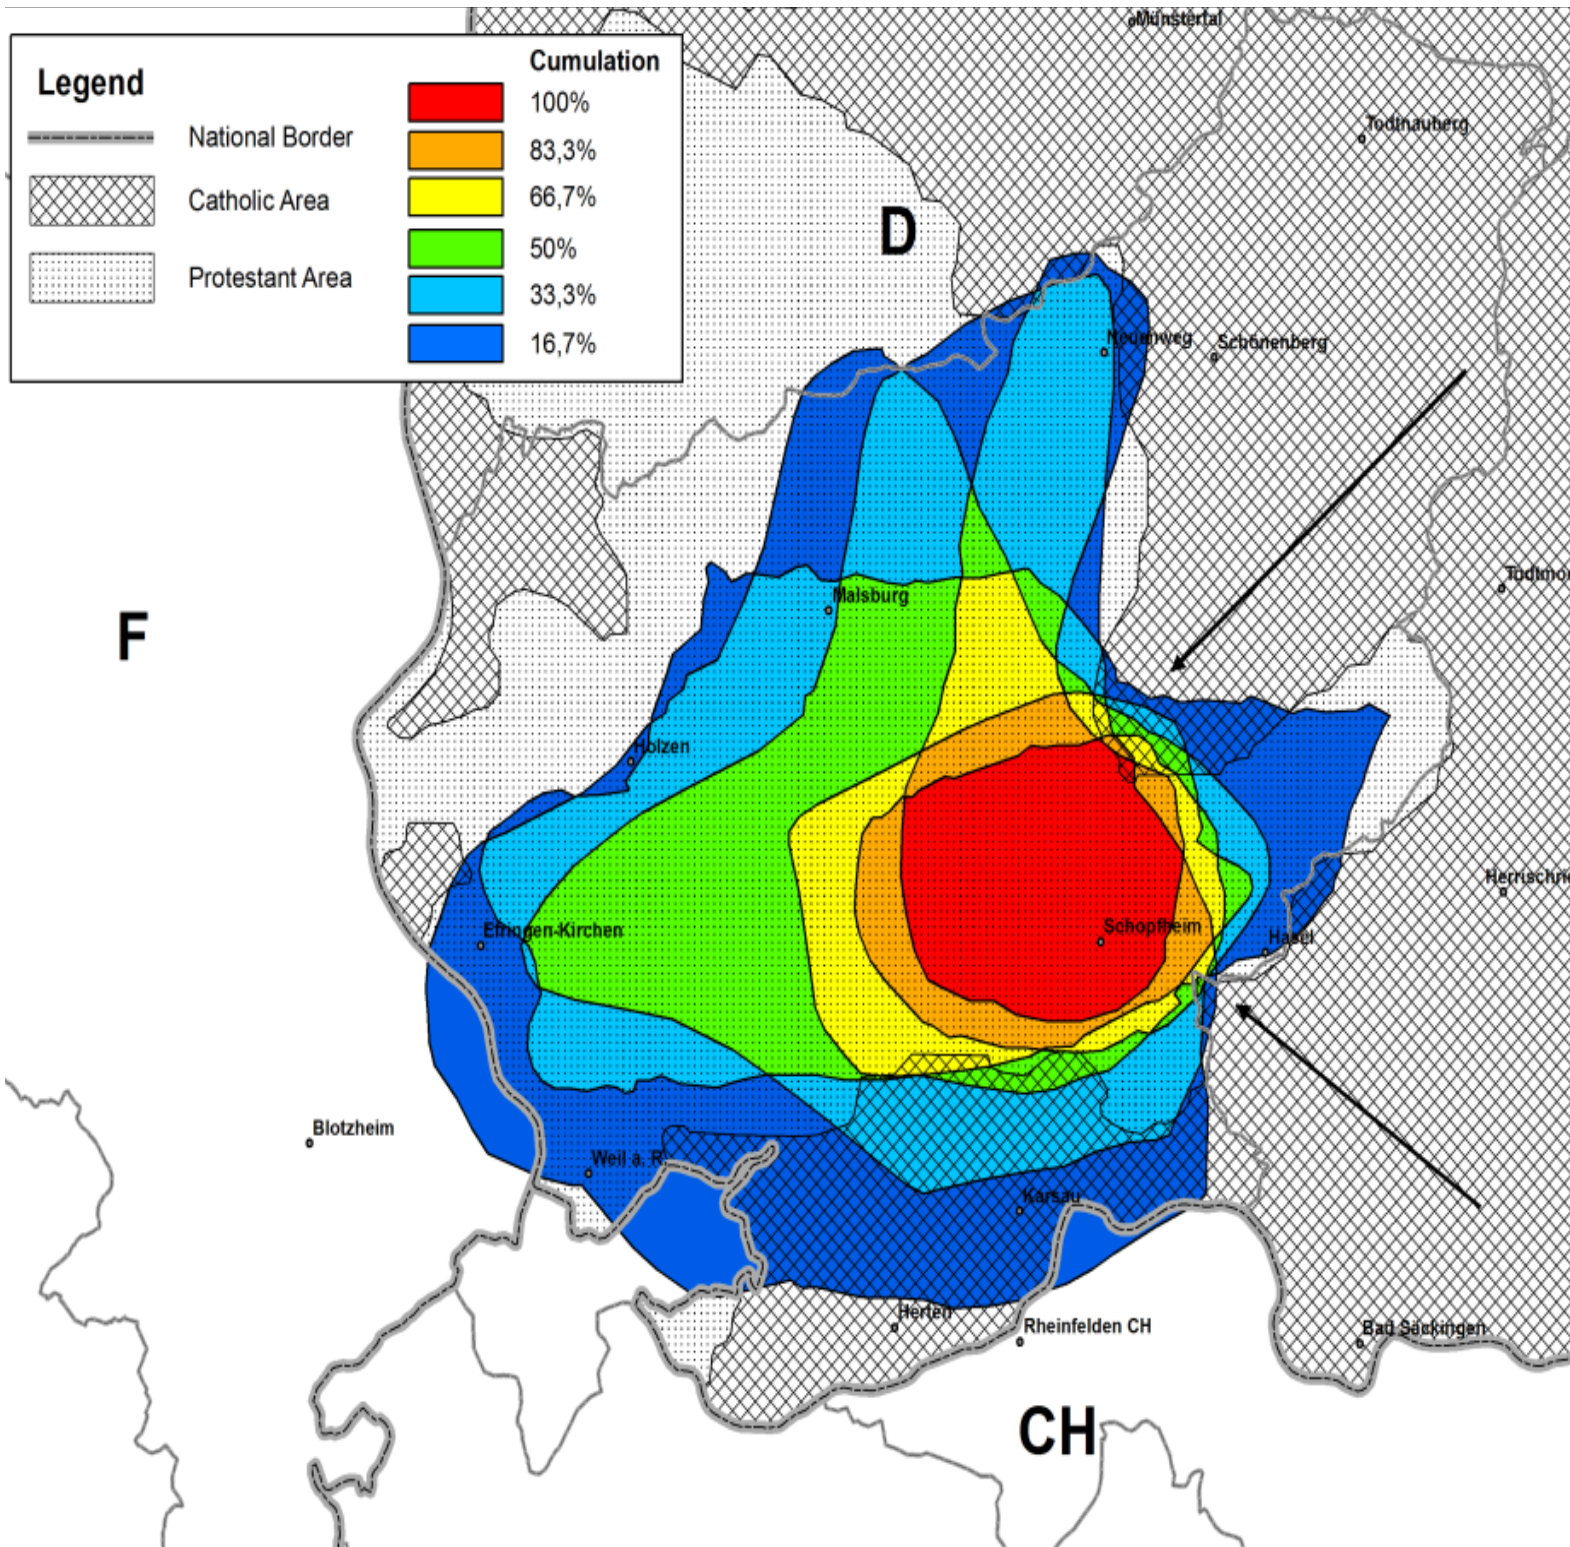 Münstertal
Legend
Cumulation
100%
National Border
83,3%
Catholic Area
66,7%
50%
Protestant Area
33,3%
16,7%
Todtnauberg
D
Neuenweg
Schönenberg
F
Malsburg
Holzen
Herrischrie
Efringen-Kirchen
Schopfheim
Hasel
Blotzheim
Weil a. R.
Karsau
Herten
Rheinfelden CH
Bad Säckingen
CH